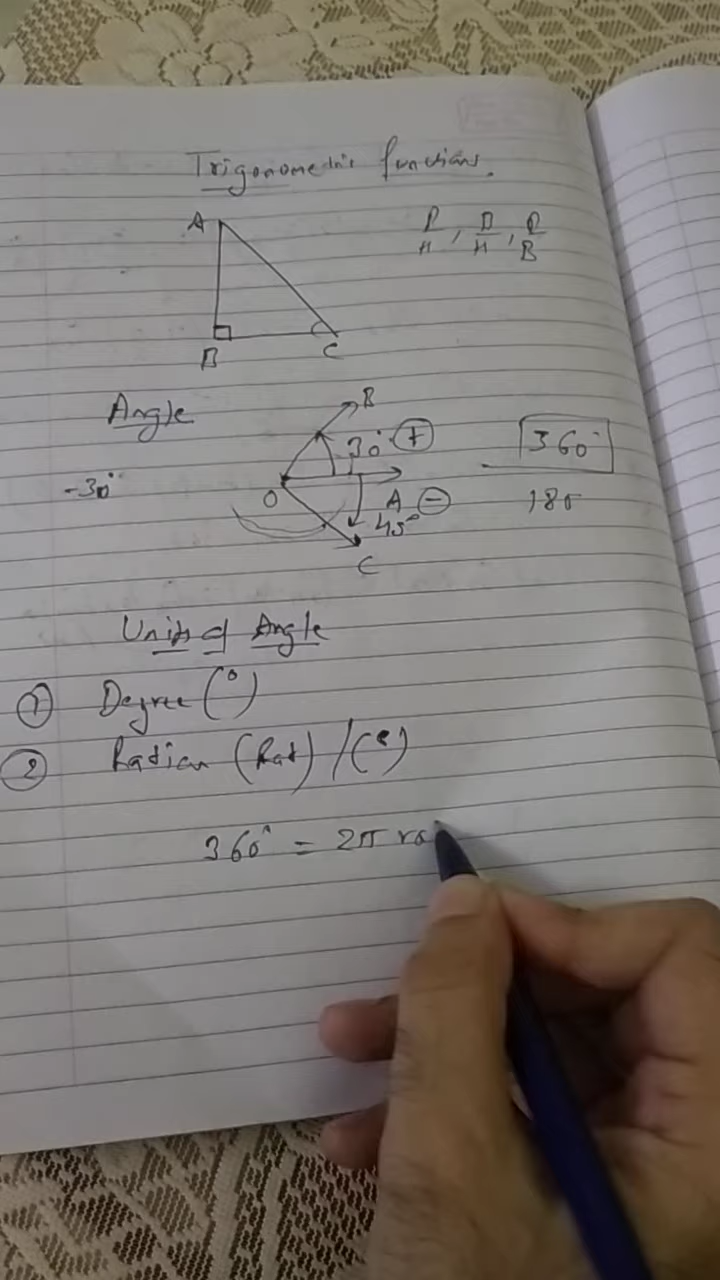 Trigonometric functions.
A
P/H, B/H, P/B
B C
Angle
B
30° +
360°
-30°
O
A -
180
45°
C
Units of Angle
1 Degree (°)
2 Radian (Rad) / (c)
360° = 2π ra